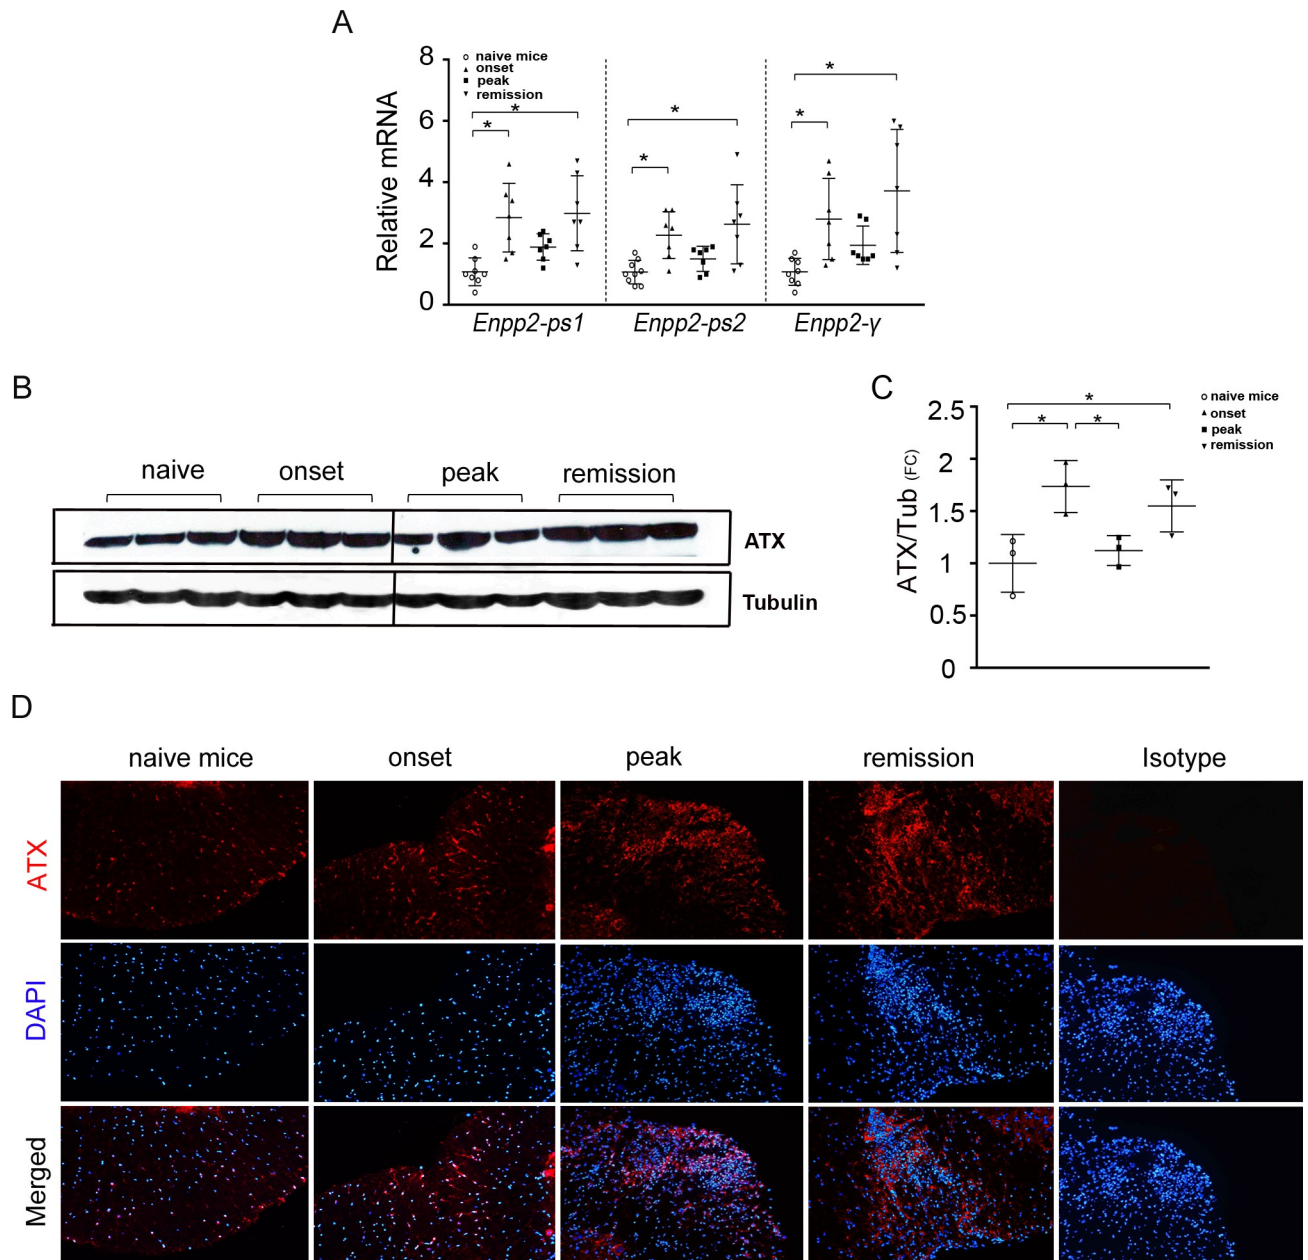 A
Relative mRNA
8
6
4
2
0
naive mice
onset
peak
remission
*
*
*
*
*
*
Enpp2-ps1
Enpp2-ps2
Enpp2-γ
B
naive
onset
peak
remission
ATX
Tubulin
C
ATX/Tub (FC)
2.5
2
1.5
1
0.5
0
*
*
*
naive mice
onset
peak
remission
D
naive mice
onset
peak
remission
Isotype
ATX
DAPI
Merged